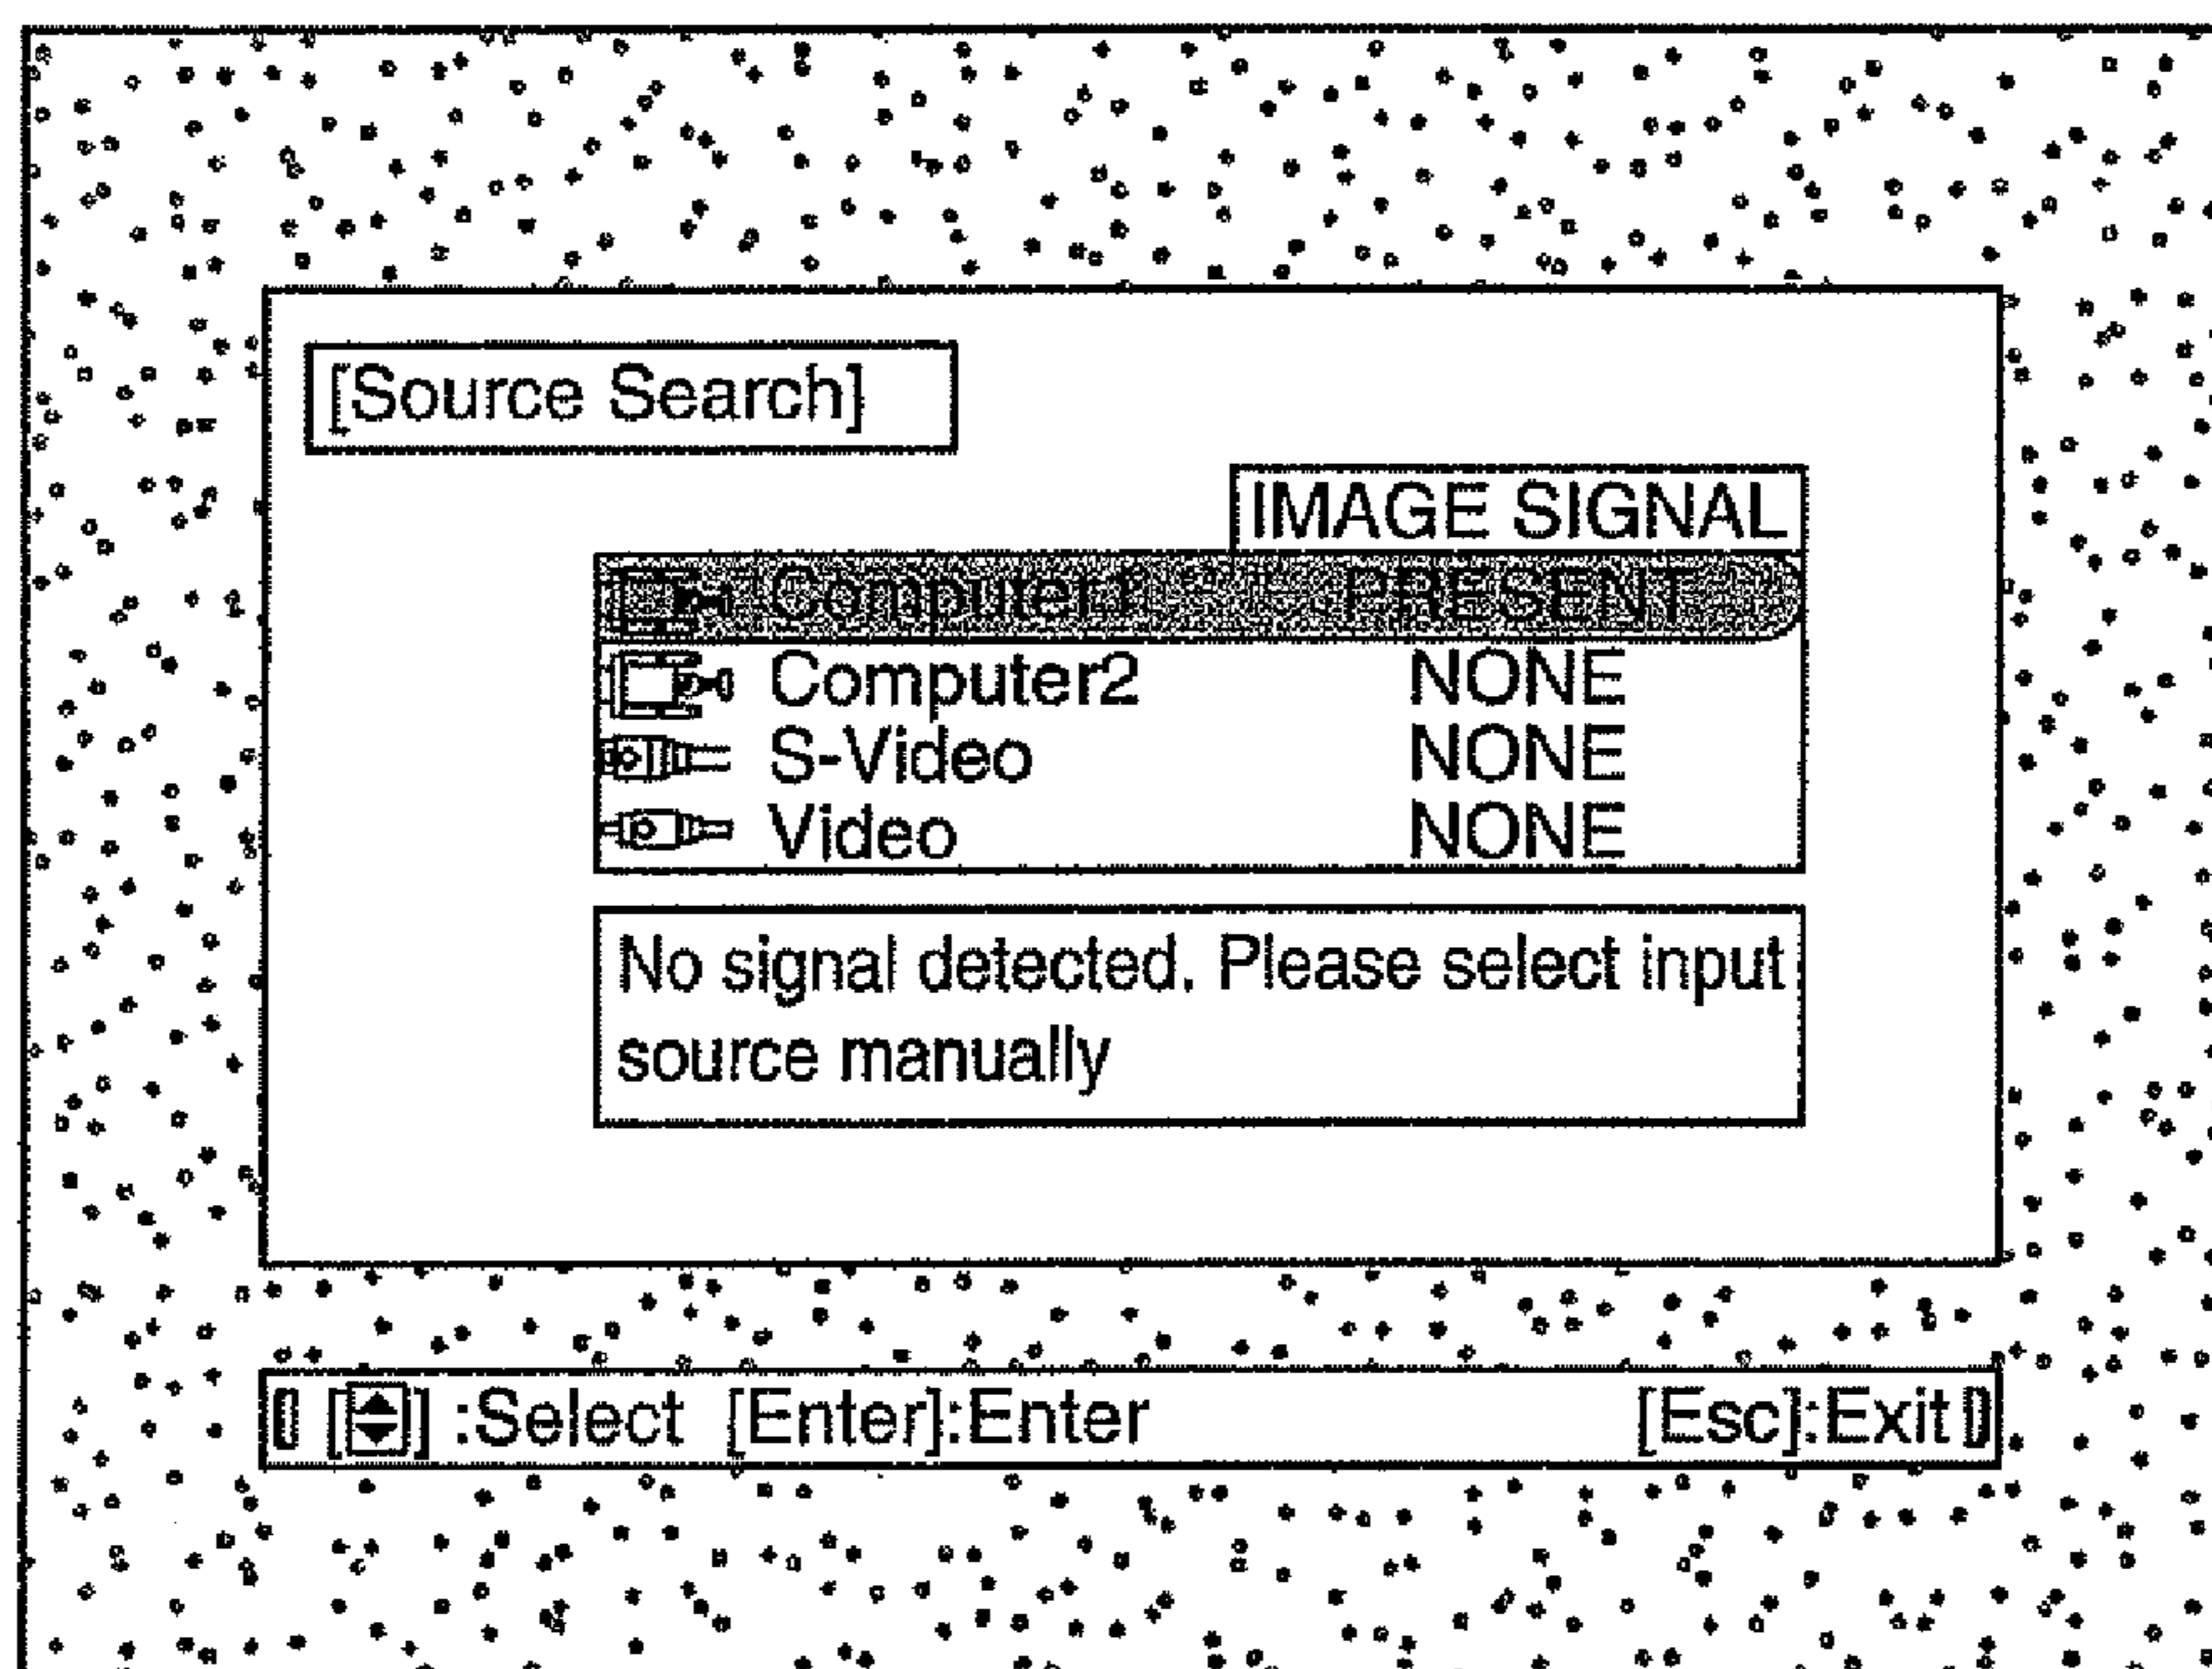 [Source Search]
IMAGE SIGNAL
Computer1 PRESENT
Computer2 NONE
S-Video NONE
Video NONE
No signal detected. Please select input
source manually
[ ] :Select [Enter]:Enter [Esc]:Exit